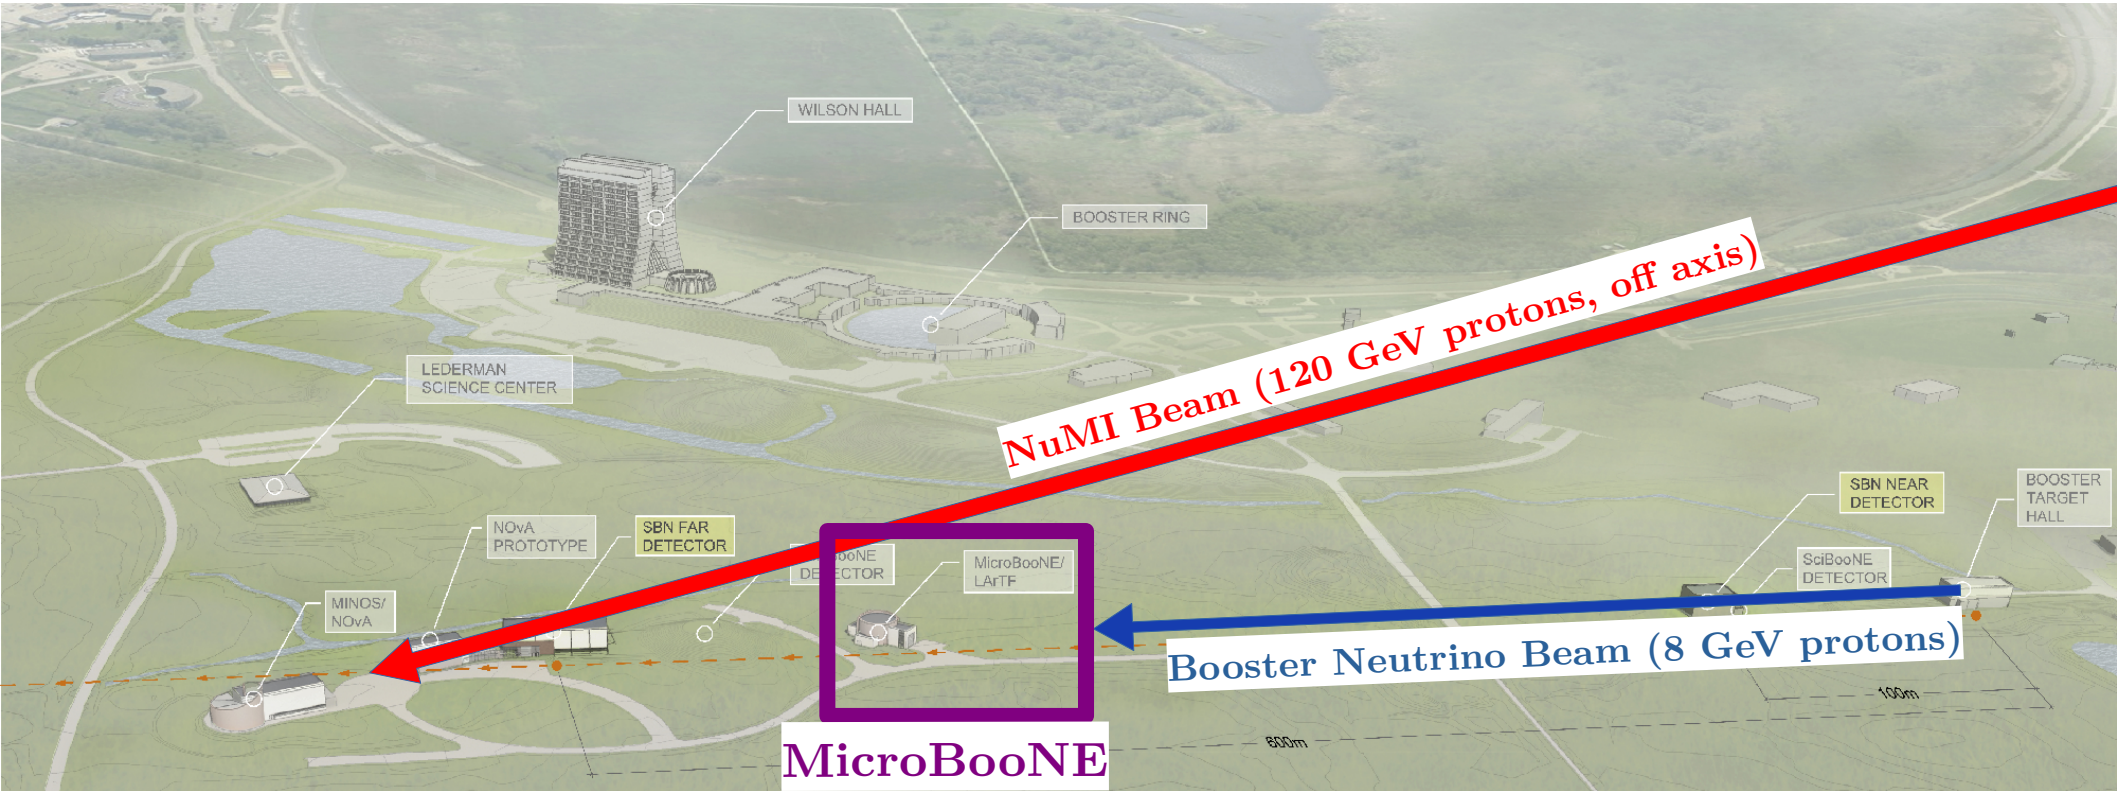 WILSON HALL
BOOSTER RING
NuMI Beam (120 GeV protons, off axis)
LEDERMAN
SCIENCE CENTER
NOvA
PROTOTYPE
SBN FAR
DETECTOR
ooNE
DETECTOR
MicroBooNE/
LArTF
SBN NEAR
DETECTOR
BOOSTER
TARGET
HALL
SciBooNE
DETECTOR
MINOS/
NOvA
Booster Neutrino Beam (8 GeV protons)
100m
600m
MicroBooNE